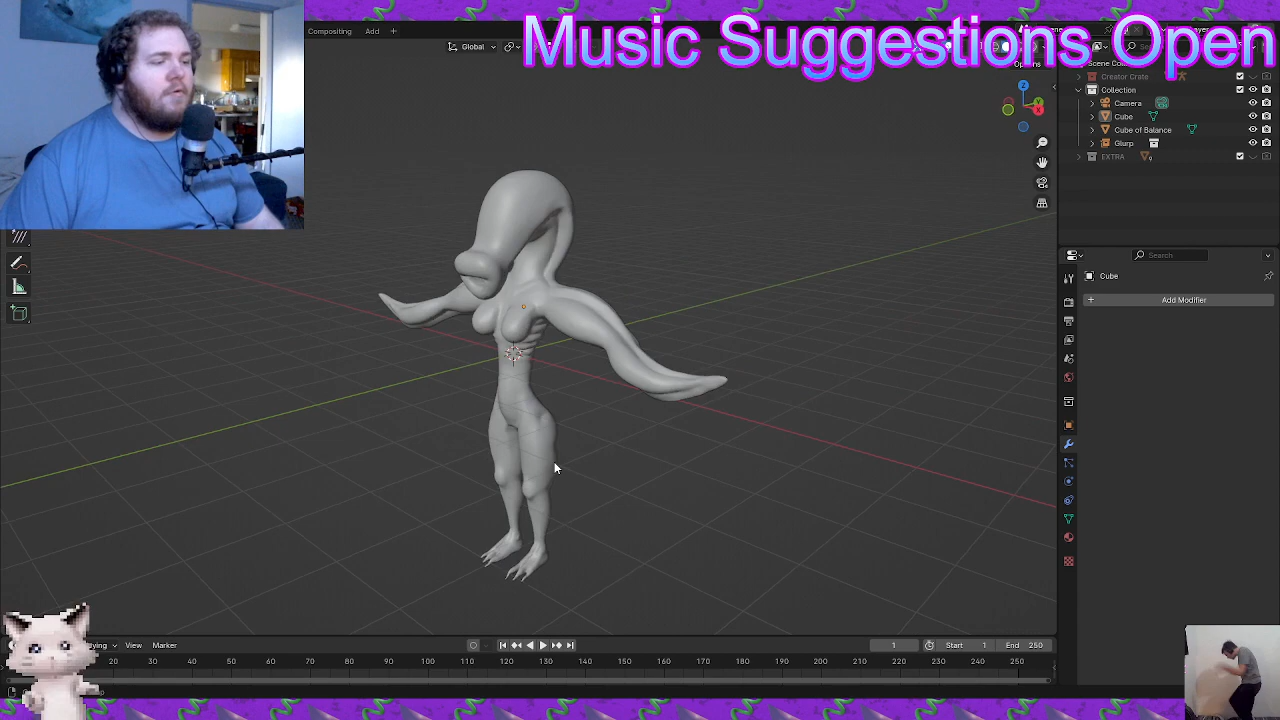 Music Suggestions Open
Compositing Add +
Global
Options
Scene Coll
Creator Crate
Collection
Camera
Cube
Cube of Balance
Glurp
EXTRA
Search
Cube
+ Add Modifier
View Marker
1
Start 1 End 250
20 30 40 50 60 70 80 90 100 110 120 130 140 150 160 170 180 190 200 210 220 230 240 250
Z
Y
X